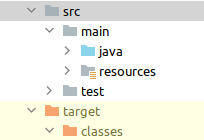 src
main
java
resources
test
target
classes